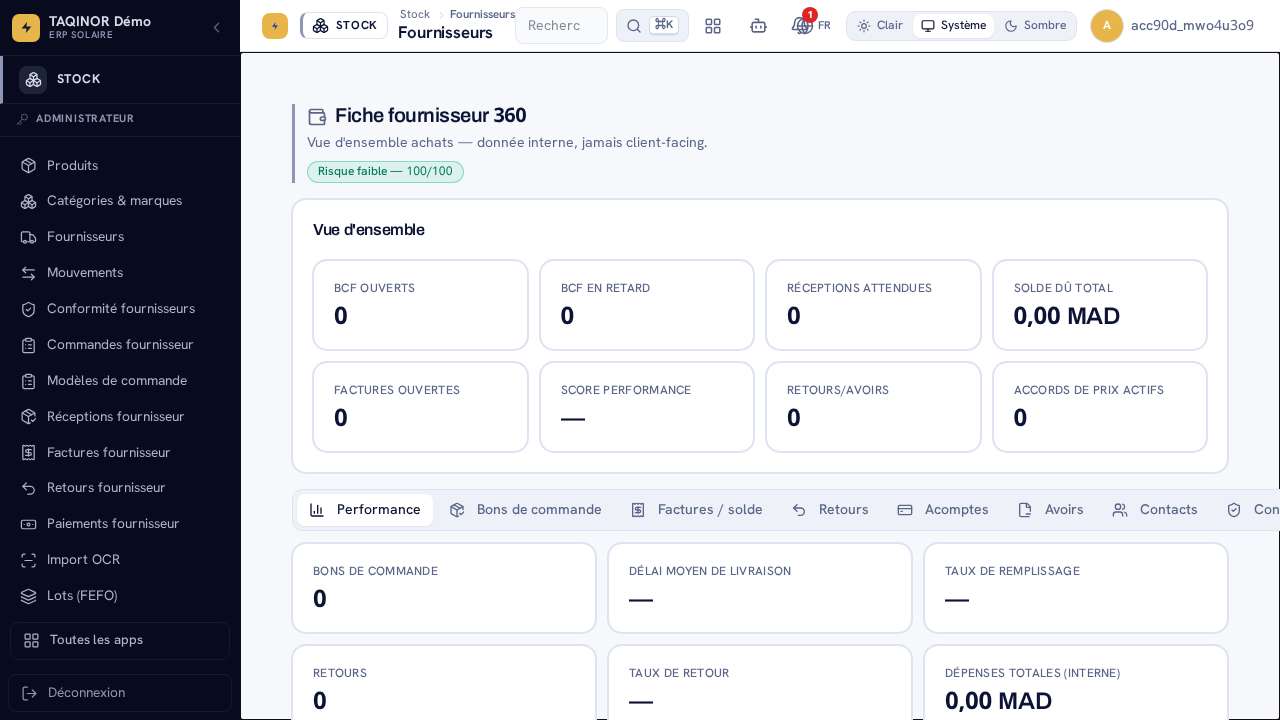 TAQINOR Démo
ERP SOLAIRE
STOCK
ADMINISTRATEUR
Produits
Catégories & marques
Fournisseurs
Mouvements
Conformité fournisseurs
Commandes fournisseur
Modèles de commande
Réceptions fournisseur
Factures fournisseur
Retours fournisseur
Paiements fournisseur
Import OCR
Lots (FEFO)
Toutes les apps
Déconnexion
STOCK
Stock
Fournisseurs
Fournisseurs
Recherc
⌘K
1
FR
Clair
Système
Sombre
A
acc90d_mwo4u3o9
Fiche fournisseur 360
Vue d'ensemble achats — donnée interne, jamais client-facing.
Risque faible — 100/100
Vue d'ensemble
BCF OUVERTS
0
BCF EN RETARD
0
RÉCEPTIONS ATTENDUES
0
SOLDE DÛ TOTAL
0,00 MAD
FACTURES OUVERTES
0
SCORE PERFORMANCE
—
RETOURS/AVOIRS
0
ACCORDS DE PRIX ACTIFS
0
Performance
Bons de commande
Factures / solde
Retours
Acomptes
Avoirs
Contacts
Con
BONS DE COMMANDE
0
DÉLAI MOYEN DE LIVRAISON
—
TAUX DE REMPLISSAGE
—
RETOURS
0
TAUX DE RETOUR
—
DÉPENSES TOTALES (INTERNE)
0,00 MAD